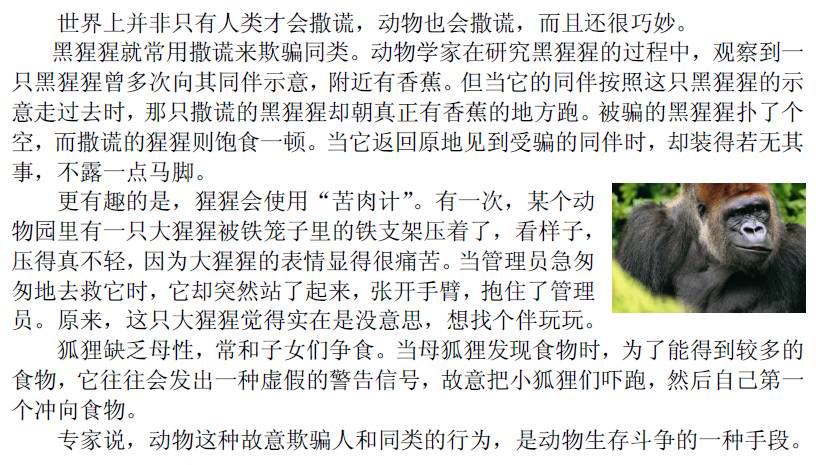 世界上并非只有人类才会撒谎，动物也会撒谎，而且还很巧妙。
黑猩猩就常用撒谎来欺骗同类。动物学家在研究黑猩猩的过程中，观察到一
只黑猩猩曾多次向其同伴示意，附近有香蕉。但当它的同伴按照这只黑猩猩的示
意走过去时，那只撒谎的黑猩猩却朝真正有香蕉的地方跑。被骗的黑猩猩扑了个
空，而撒谎的猩猩则饱食一顿。当它返回原地见到受骗的同伴时，却装得若无其
事，不露一点马脚。
更有趣的是，猩猩会使用“苦肉计”。有一次，某个动
物园里有一只大猩猩被铁笼子里的铁支架压着了，看样子，
压得真不轻，因为大猩猩的表情显得很痛苦。当管理员急匆
匆地去救它时，它却突然站了起来，张开手臂，抱住了管理
员。原来，这只大猩猩觉得实在是没意思，想找个伴玩玩。
狐狸缺乏母性，常和子女们争食。当母狐狸发现食物时，为了能得到较多的
食物，它往往会发出一种虚假的警告信号，故意把小狐狸们吓跑，然后自己第一
个冲向食物。
专家说，动物这种故意欺骗人和同类的行为，是动物生存斗争的一种手段。